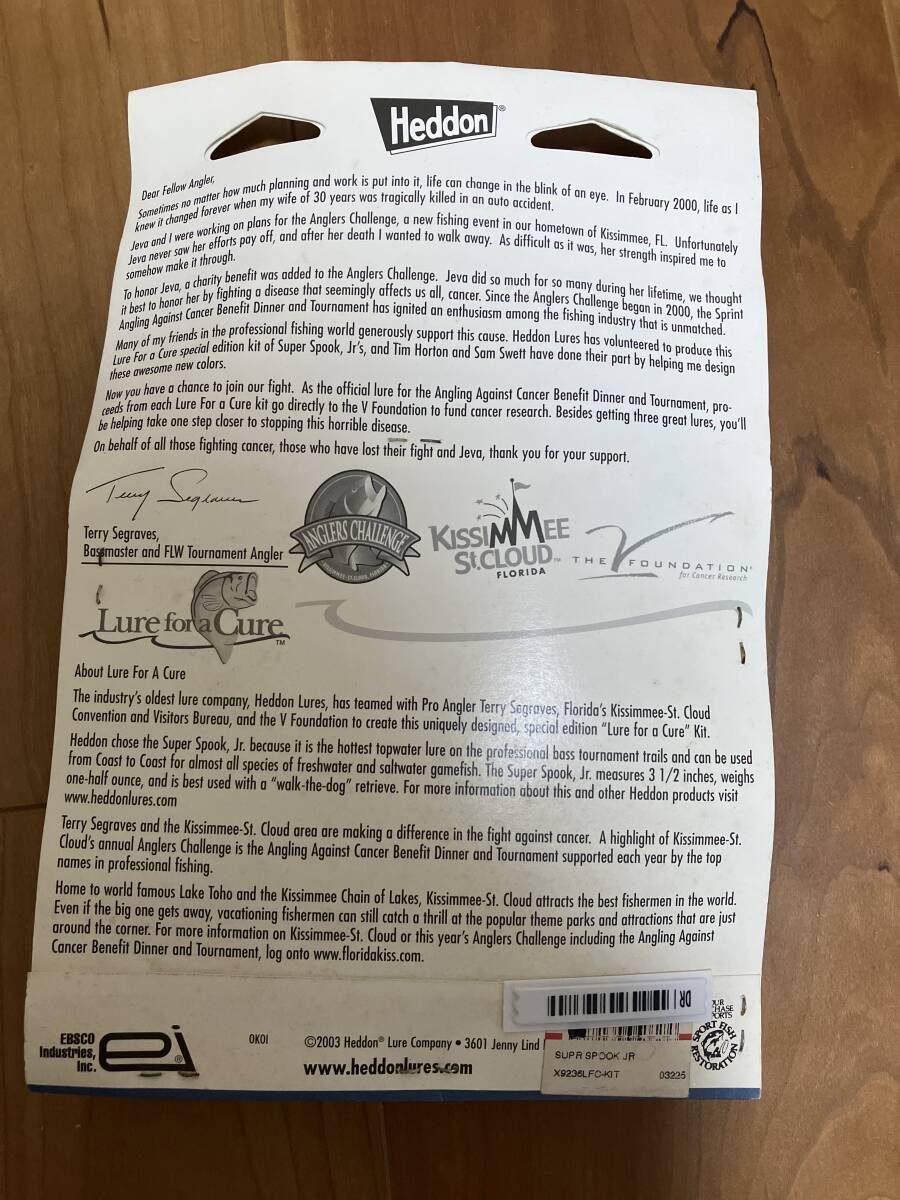 Heddon®
Dear Fellow Angler,
Sometimes no matter how much planning and work is put into it, life can change in the blink of an eye. In February 2000, life as I
knew it changed forever when my wife of 30 years was tragically killed in an auto accident.
Jeva and I were working on plans for the Anglers Challenge, a new fishing event in our hometown of Kissimmee, FL. Unfortunately
Jeva never saw her efforts pay off, and after her death I wanted to walk away. As difficult as it was, her strength inspired me to
somehow make it through.
To honor Jeva, a charity benefit was added to the Anglers Challenge. Jeva did so much for so many during her lifetime, we thought
it best to honor her by fighting a disease that seemingly affects us all, cancer. Since the Anglers Challenge began in 2000, the Sprint
Angling Against Cancer Benefit Dinner and Tournament has ignited an enthusiasm among the fishing industry that is unmatched.
Many of my friends in the professional fishing world generously support this cause. Heddon Lures has volunteered to produce this
Lure For a Cure special edition kit of Super Spook, Jr's, and Tim Horton and Sam Swett have done their part by helping me design
these awesome new colors.
Now you have a chance to join our fight. As the official lure for the Angling Against Cancer Benefit Dinner and Tournament, pro-
ceeds from each Lure For a Cure kit go directly to the V Foundation to fund cancer research. Besides getting three great lures, you'll
be helping take one step closer to stopping this horrible disease.
On behalf of all those fighting cancer, those who have lost their fight and Jeva, thank you for your support.
Terry Segraves
Terry Segraves,
Bassmaster and FLW Tournament Angler
ANGLERS CHALLENGE
KISSIMMEE-ST.CLOUD, FLORIDA
KISSIMMEE
St.CLOUD™
FLORIDA
THE V FOUNDATION®
for Cancer Research
Lure for a Cure™
About Lure For A Cure
The industry's oldest lure company, Heddon Lures, has teamed with Pro Angler Terry Segraves, Florida's Kissimmee-St. Cloud
Convention and Visitors Bureau, and the V Foundation to create this uniquely designed, special edition "Lure for a Cure" Kit.
Heddon chose the Super Spook, Jr. because it is the hottest topwater lure on the professional bass tournament trails and can be used
from Coast to Coast for almost all species of freshwater and saltwater gamefish. The Super Spook, Jr. measures 3 1/2 inches, weighs
one-half ounce, and is best used with a "walk-the-dog" retrieve. For more information about this and other Heddon products visit
www.heddonlures.com
Terry Segraves and the Kissimmee-St. Cloud area are making a difference in the fight against cancer. A highlight of Kissimmee-St.
Cloud's annual Anglers Challenge is the Angling Against Cancer Benefit Dinner and Tournament supported each year by the top
names in professional fishing.
Home to world famous Lake Toho and the Kissimmee Chain of Lakes, Kissimmee-St. Cloud attracts the best fishermen in the world.
Even if the big one gets away, vacationing fishermen can still catch a thrill at the popular theme parks and attractions that are just
around the corner. For more information on Kissimmee-St. Cloud or this year's Anglers Challenge including the Angling Against
Cancer Benefit Dinner and Tournament, log onto www.floridakiss.com.
EBSCO
Industries,
Inc.
ei®
OK01
©2003 Heddon® Lure Company • 3601 Jenny Lind
www.heddonlures.com
DR
SUPR SPOOK JR
X9236LFC-KIT 03225
SPORT FISH
RESTORATION